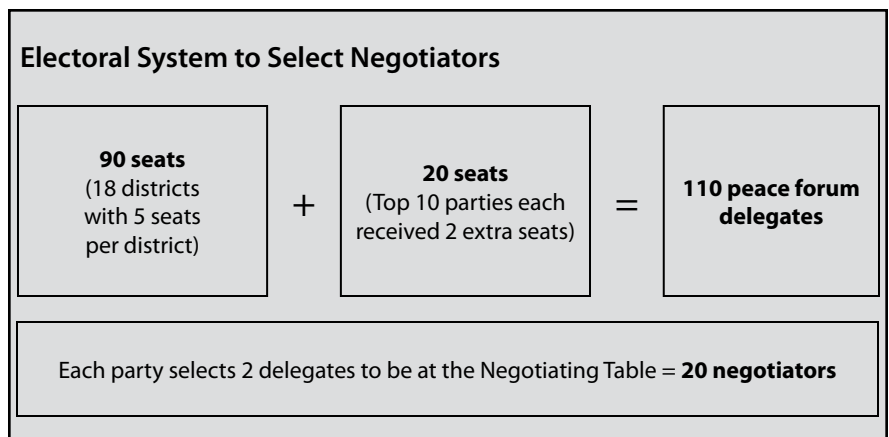 Electoral System to Select Negotiators
90 seats
(18 districts
with 5 seats
per district)
+
20 seats
(Top 10 parties each
received 2 extra seats)
=
110 peace forum
delegates
Each party selects 2 delegates to be at the Negotiating Table = 20 negotiators